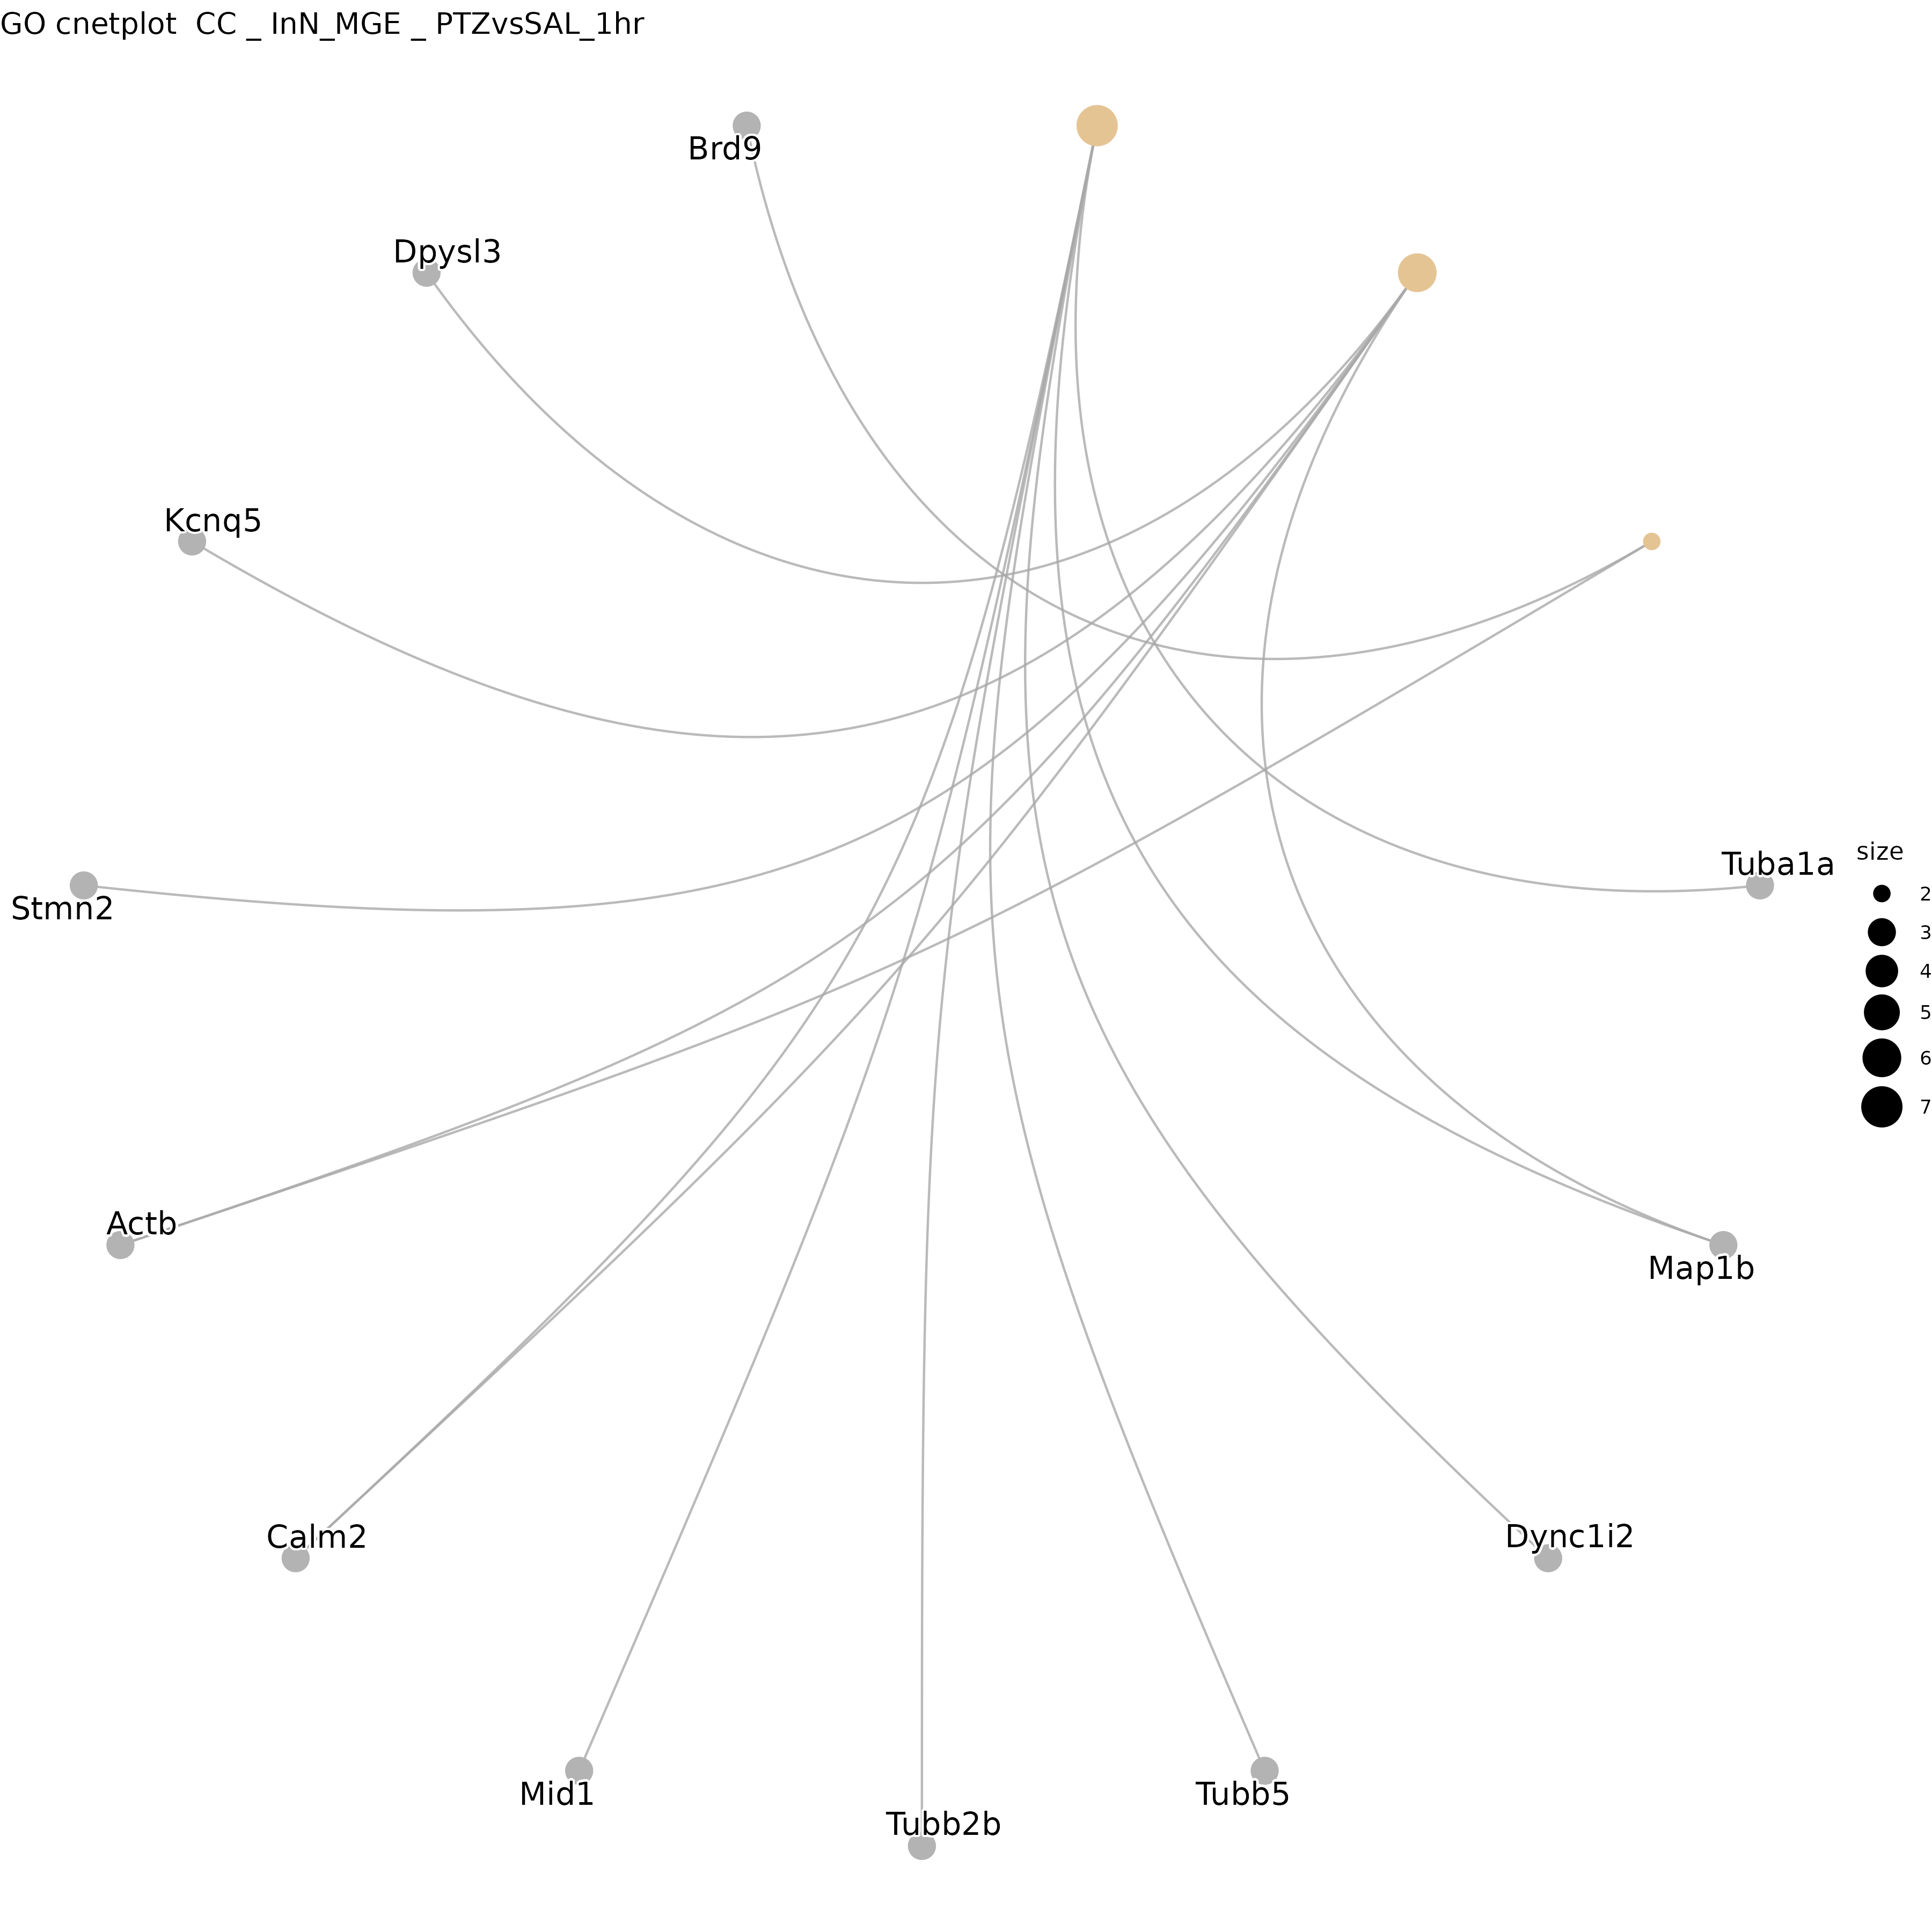 GO cnetplot  CC _ InN_MGE _ PTZvsSAL_1hr
Brd9
Dpysl3
Kcnq5
Stmn2
Tuba1a
size
2
3
4
5
6
7
Actb
Map1b
Calm2
Dync1i2
Mid1
Tubb5
Tubb2b